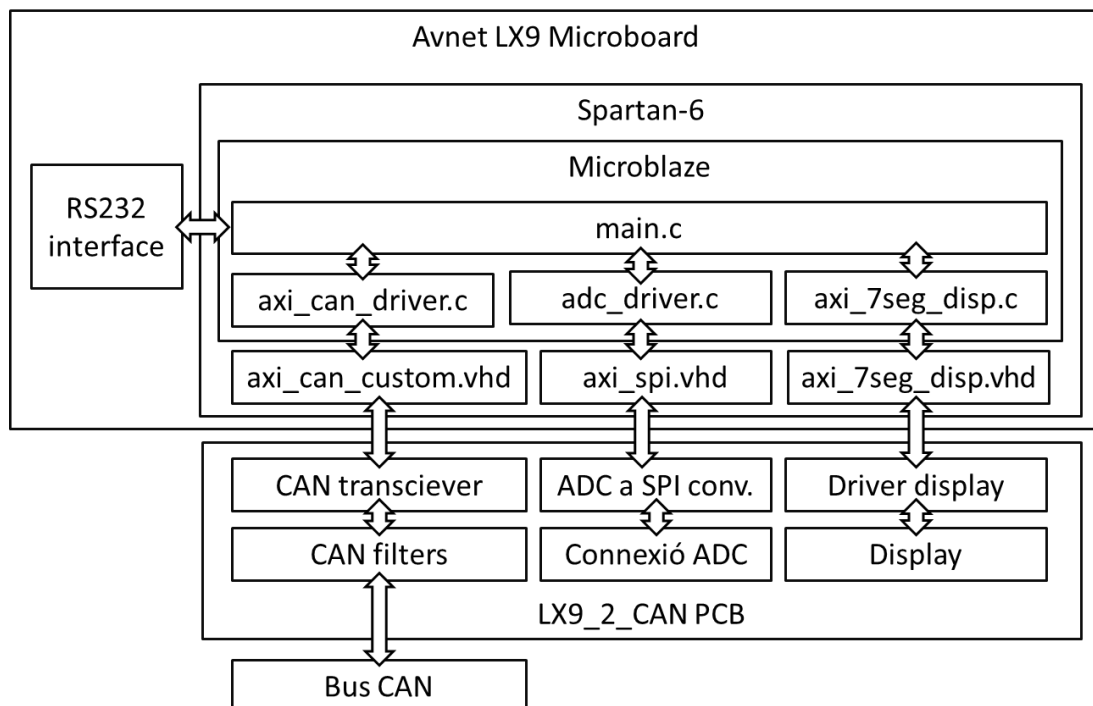 Avnet LX9 Microboard
Spartan-6
Microblaze
RS232
interface
main.c
axi_can_driver.c
adc_driver.c
axi_7seg_disp.c
axi_can_custom.vhd
axi_spi.vhd
axi_7seg_disp.vhd
CAN transciever
ADC a SPI conv.
Driver display
CAN filters
Connexió ADC
Display
LX9_2_CAN PCB
Bus CAN